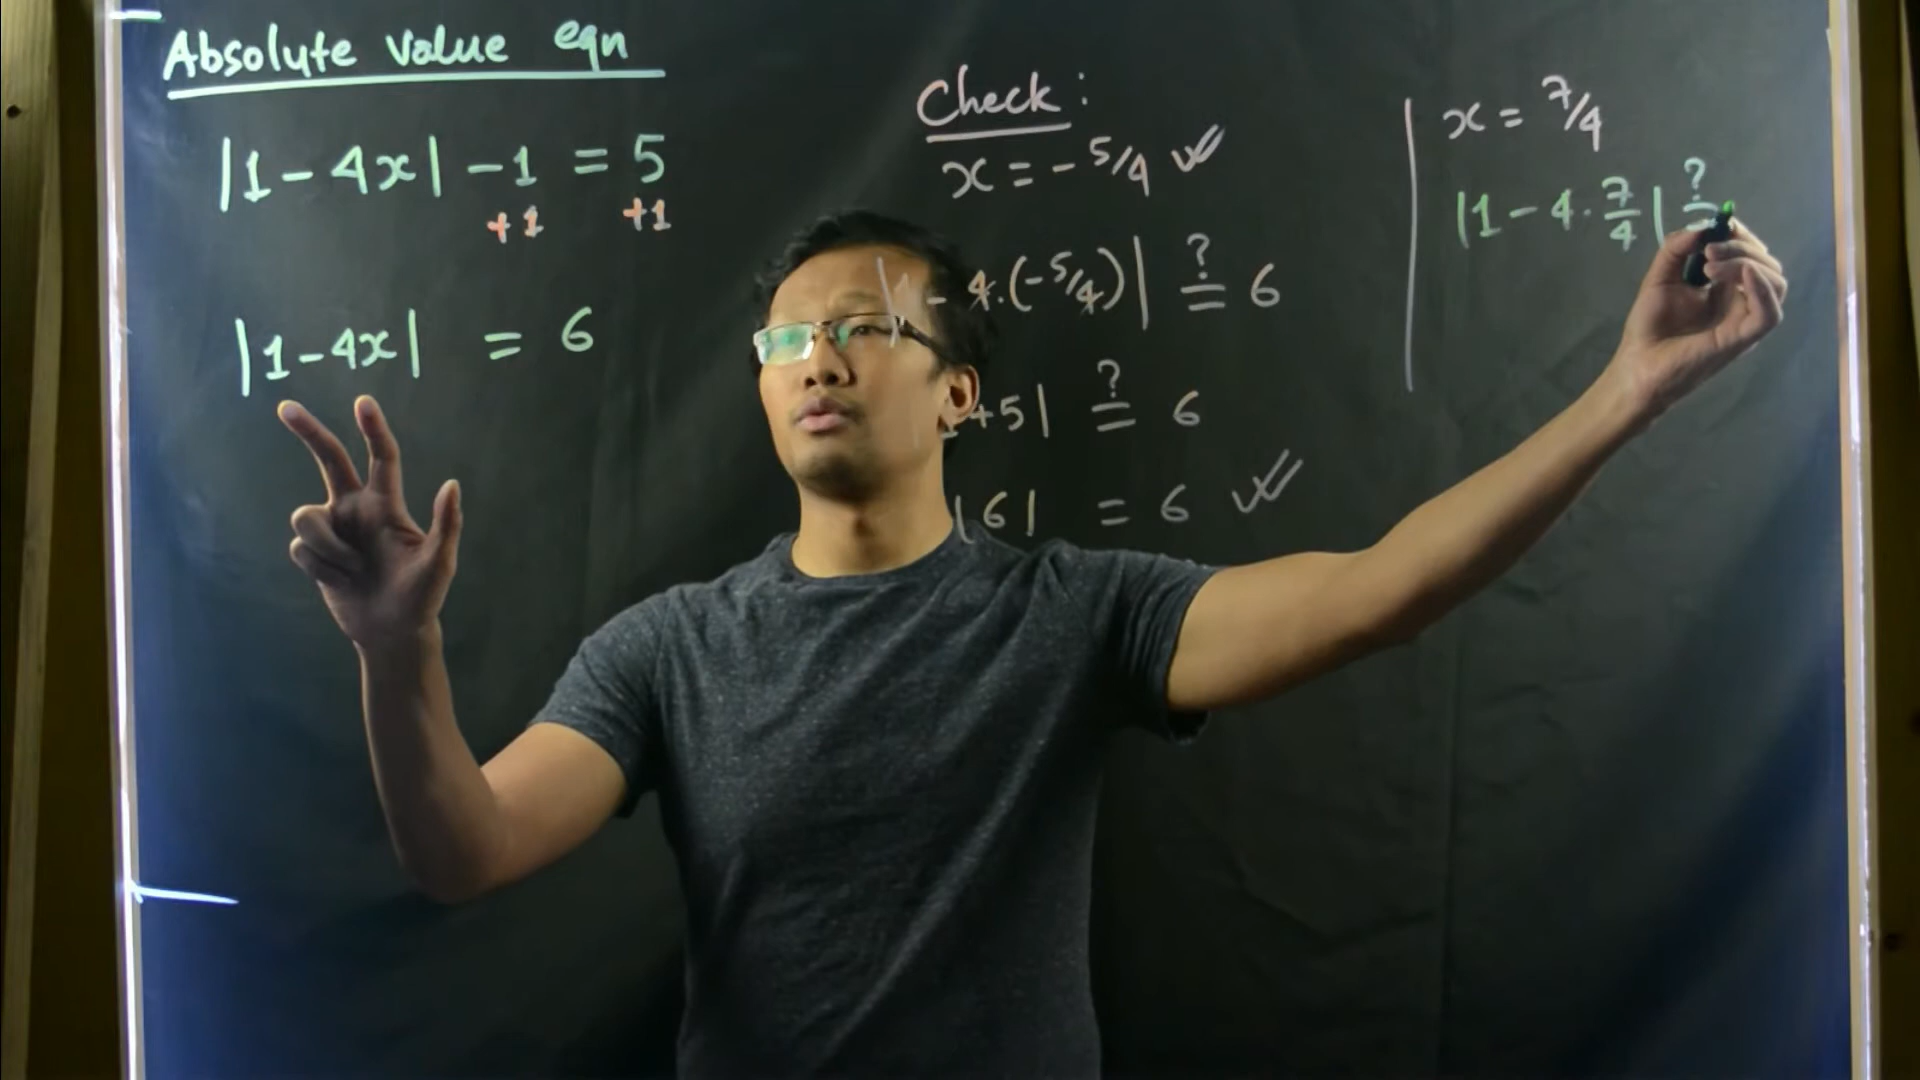 Absolute value eqn
|1 - 4x| - 1 = 5
+1 +1
|1 - 4x| = 6
Check:
x = - 5/4 ✓
|1 - 4.(-5/4)| ≟ 6
|1+5| ≟ 6
|6| = 6 ✓
x = 7/4
|1 - 4 · 7/4| ≟